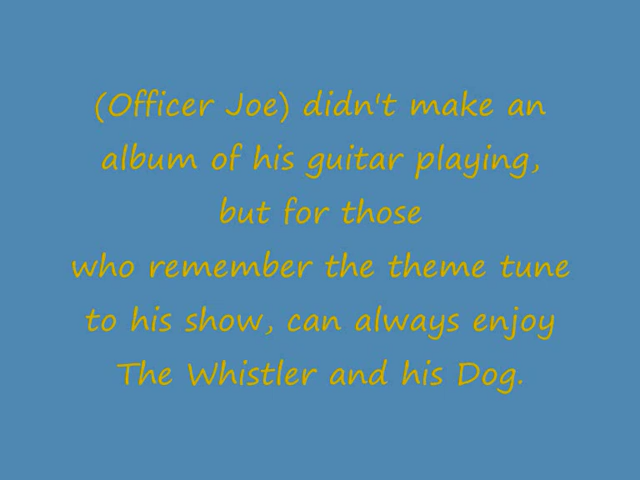 (Officer Joe) didn't make an
album of his guitar playing,
but for those
who remember the theme tune
to his show, can always enjoy
The Whistler and his Dog.